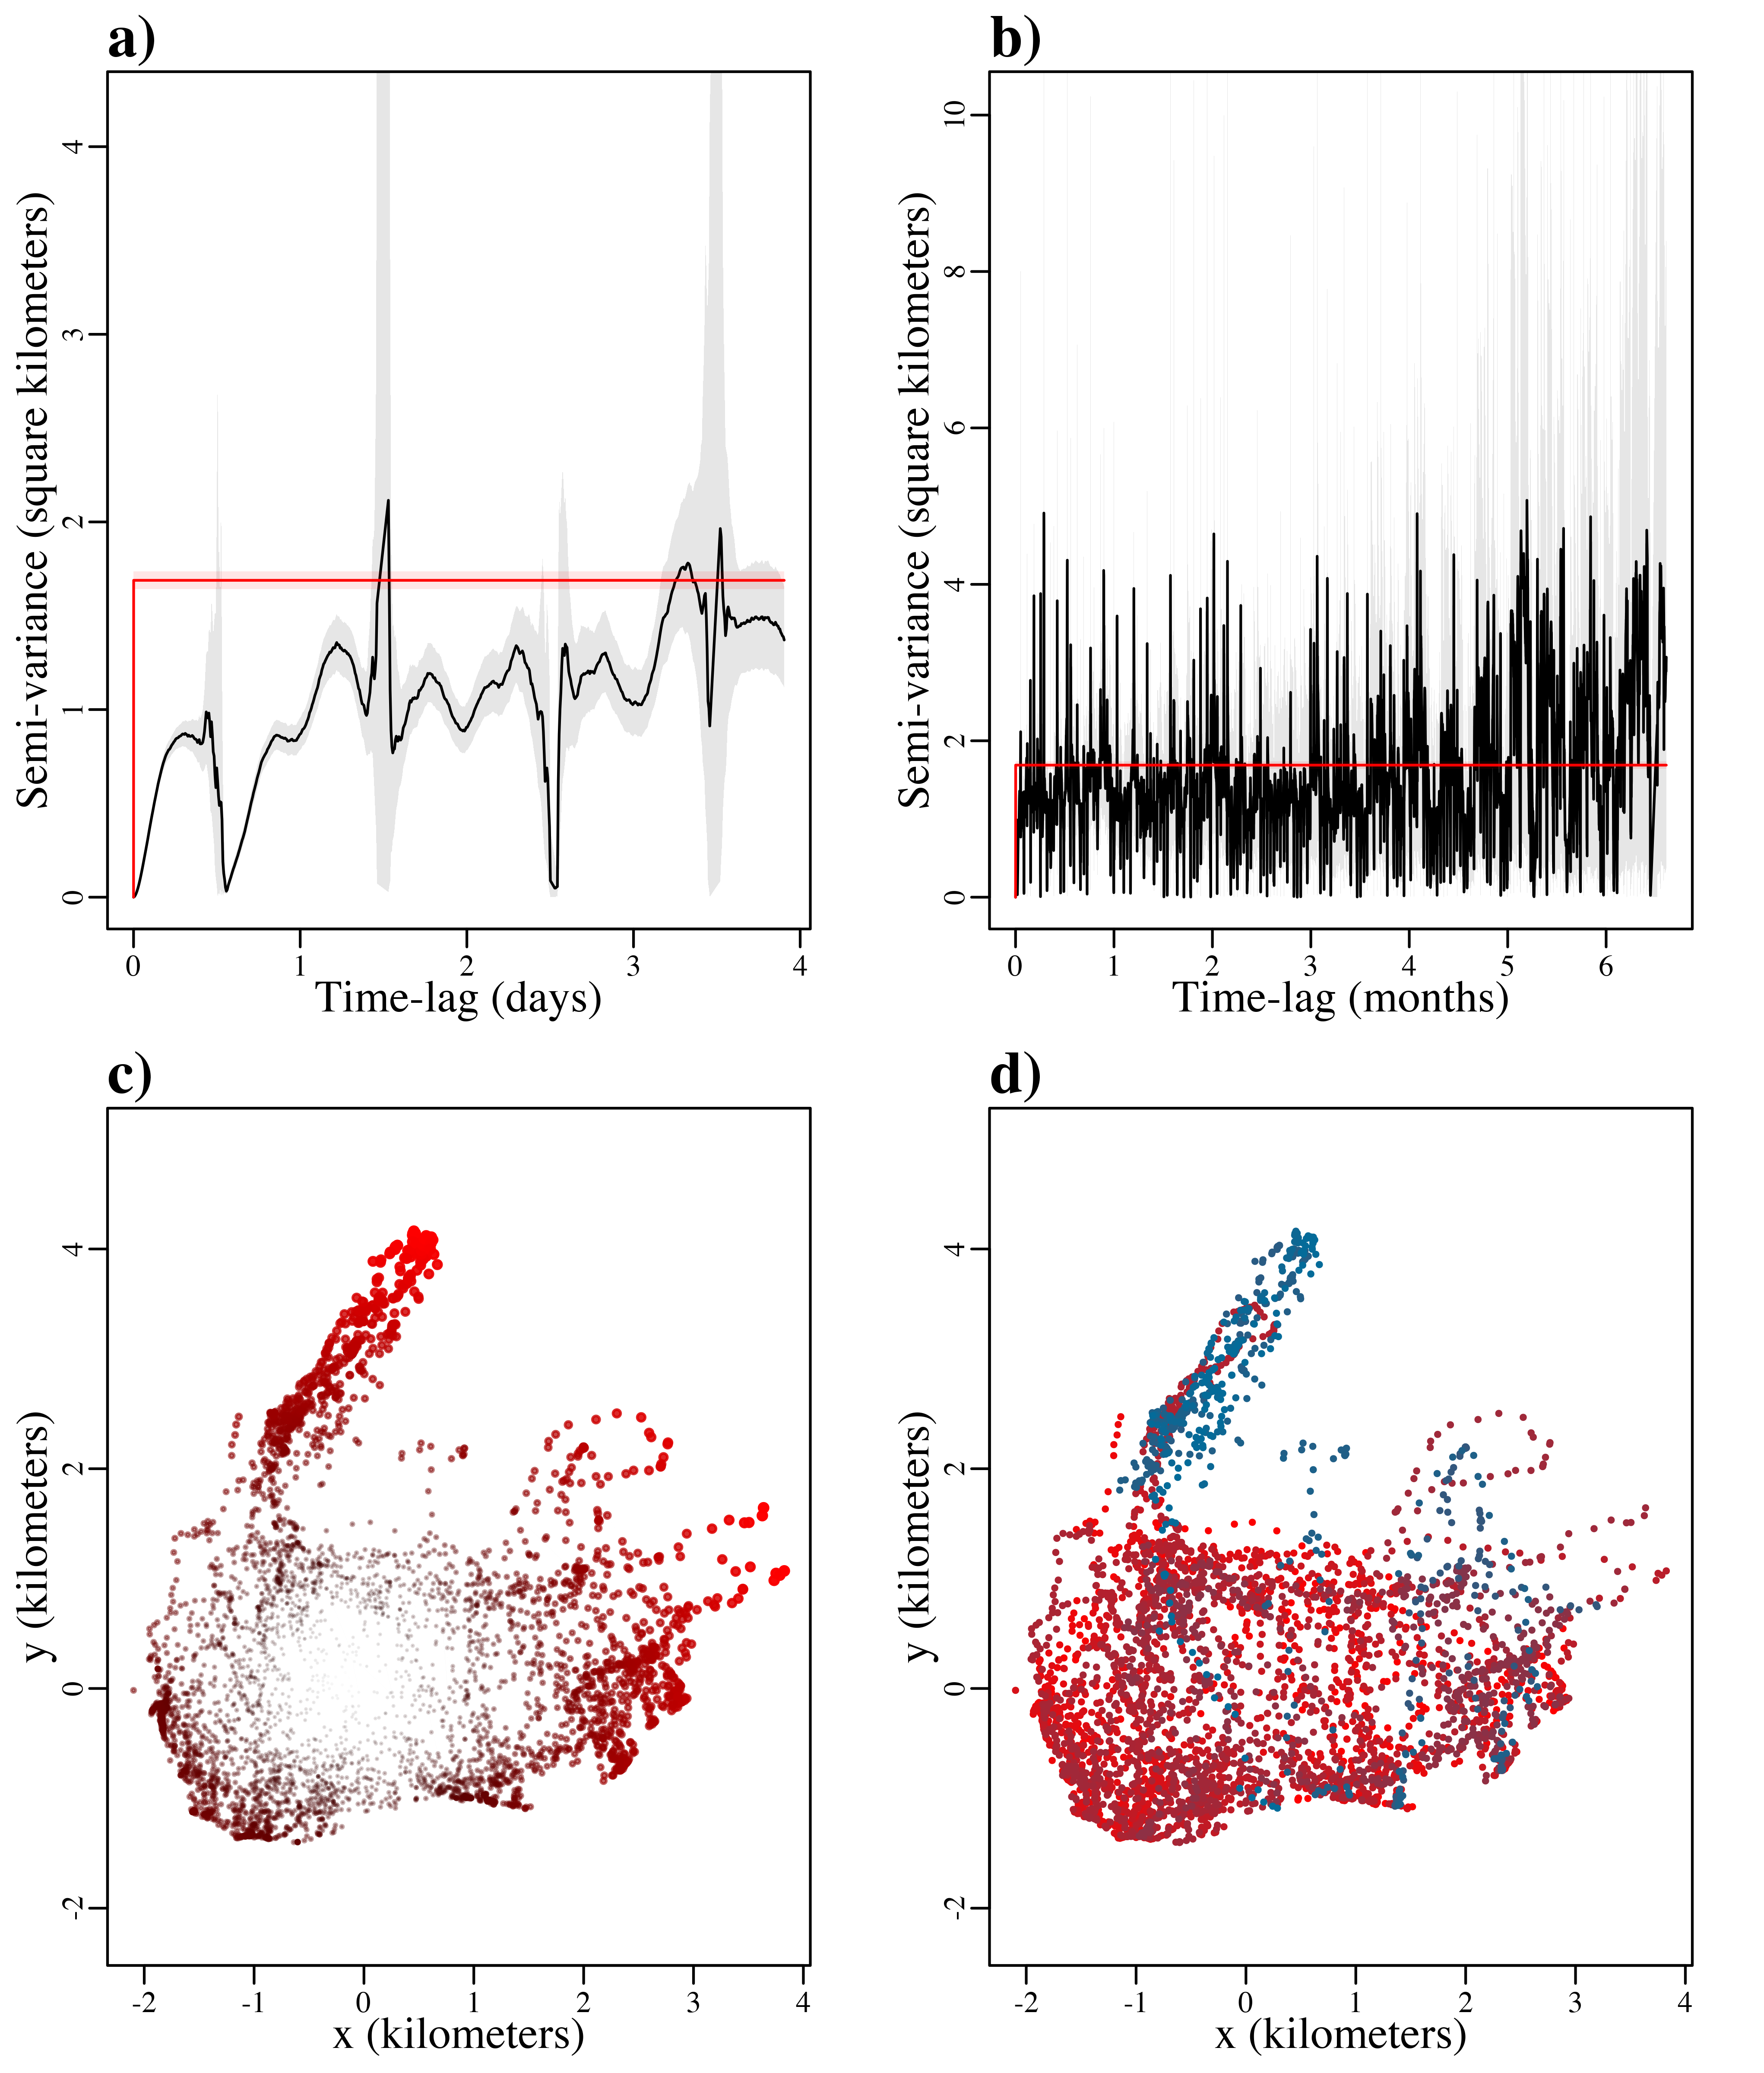 a)
Semi-variance (square kilometers)
4
3
2
1
0
0 1 2 3 4
Time-lag (days)
b)
Semi-variance (square kilometers)
10
8
6
4
2
0
0 1 2 3 4 5 6
Time-lag (months)
c)
y (kilometers)
4
2
0
-2
-2 -1 0 1 2 3 4
x (kilometers)
d)
y (kilometers)
4
2
0
-2
-2 -1 0 1 2 3 4
x (kilometers)